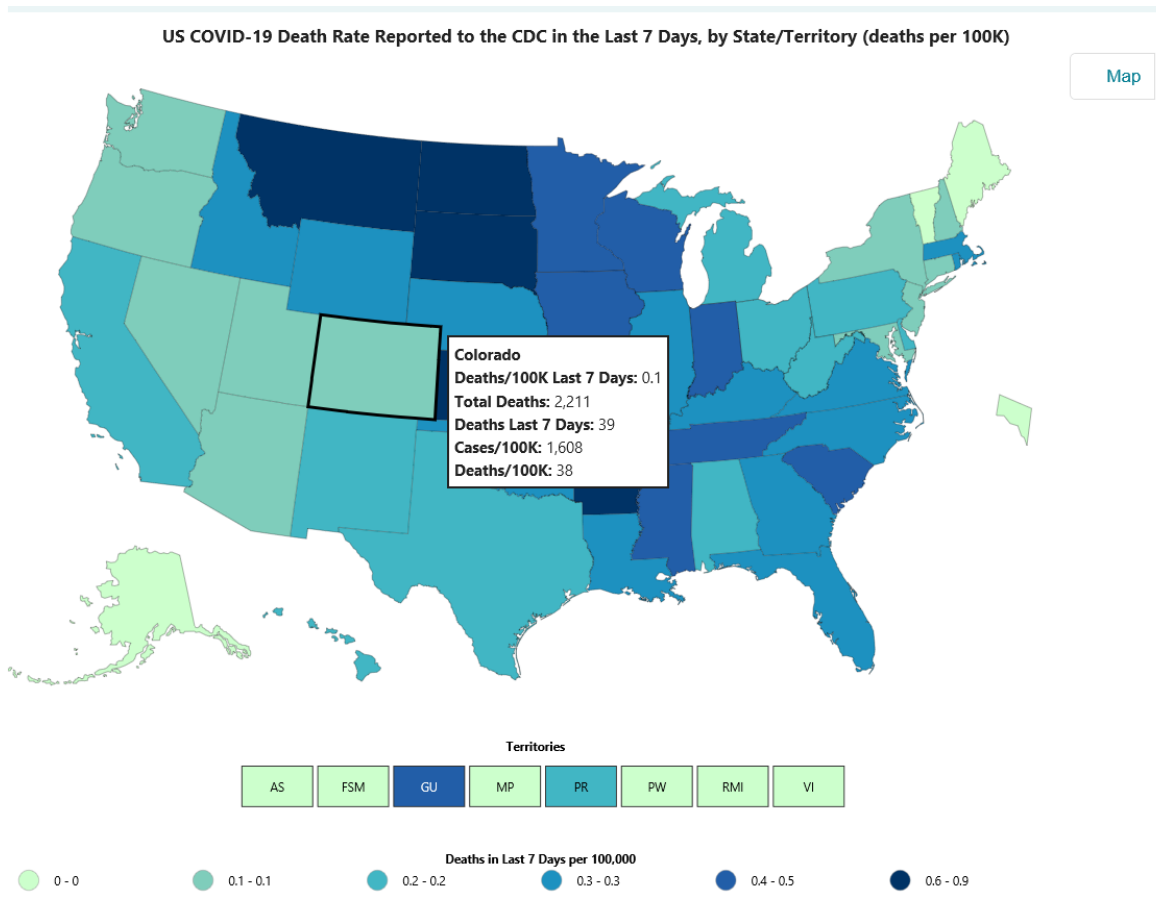 US COVID-19 Death Rate Reported to the CDC in the Last 7 Days, by State/Territory (deaths per 100K)
Map
Colorado
Deaths/100K Last 7 Days: 0.1
Total Deaths: 2,211
Deaths Last 7 Days: 39
Cases/100K: 1,608
Deaths/100K: 38
Territories
AS FSM GU MP PR PW RMI VI
Deaths in Last 7 Days per 100,000
0 - 0 0.1 - 0.1 0.2 - 0.2 0.3 - 0.3 0.4 - 0.5 0.6 - 0.9